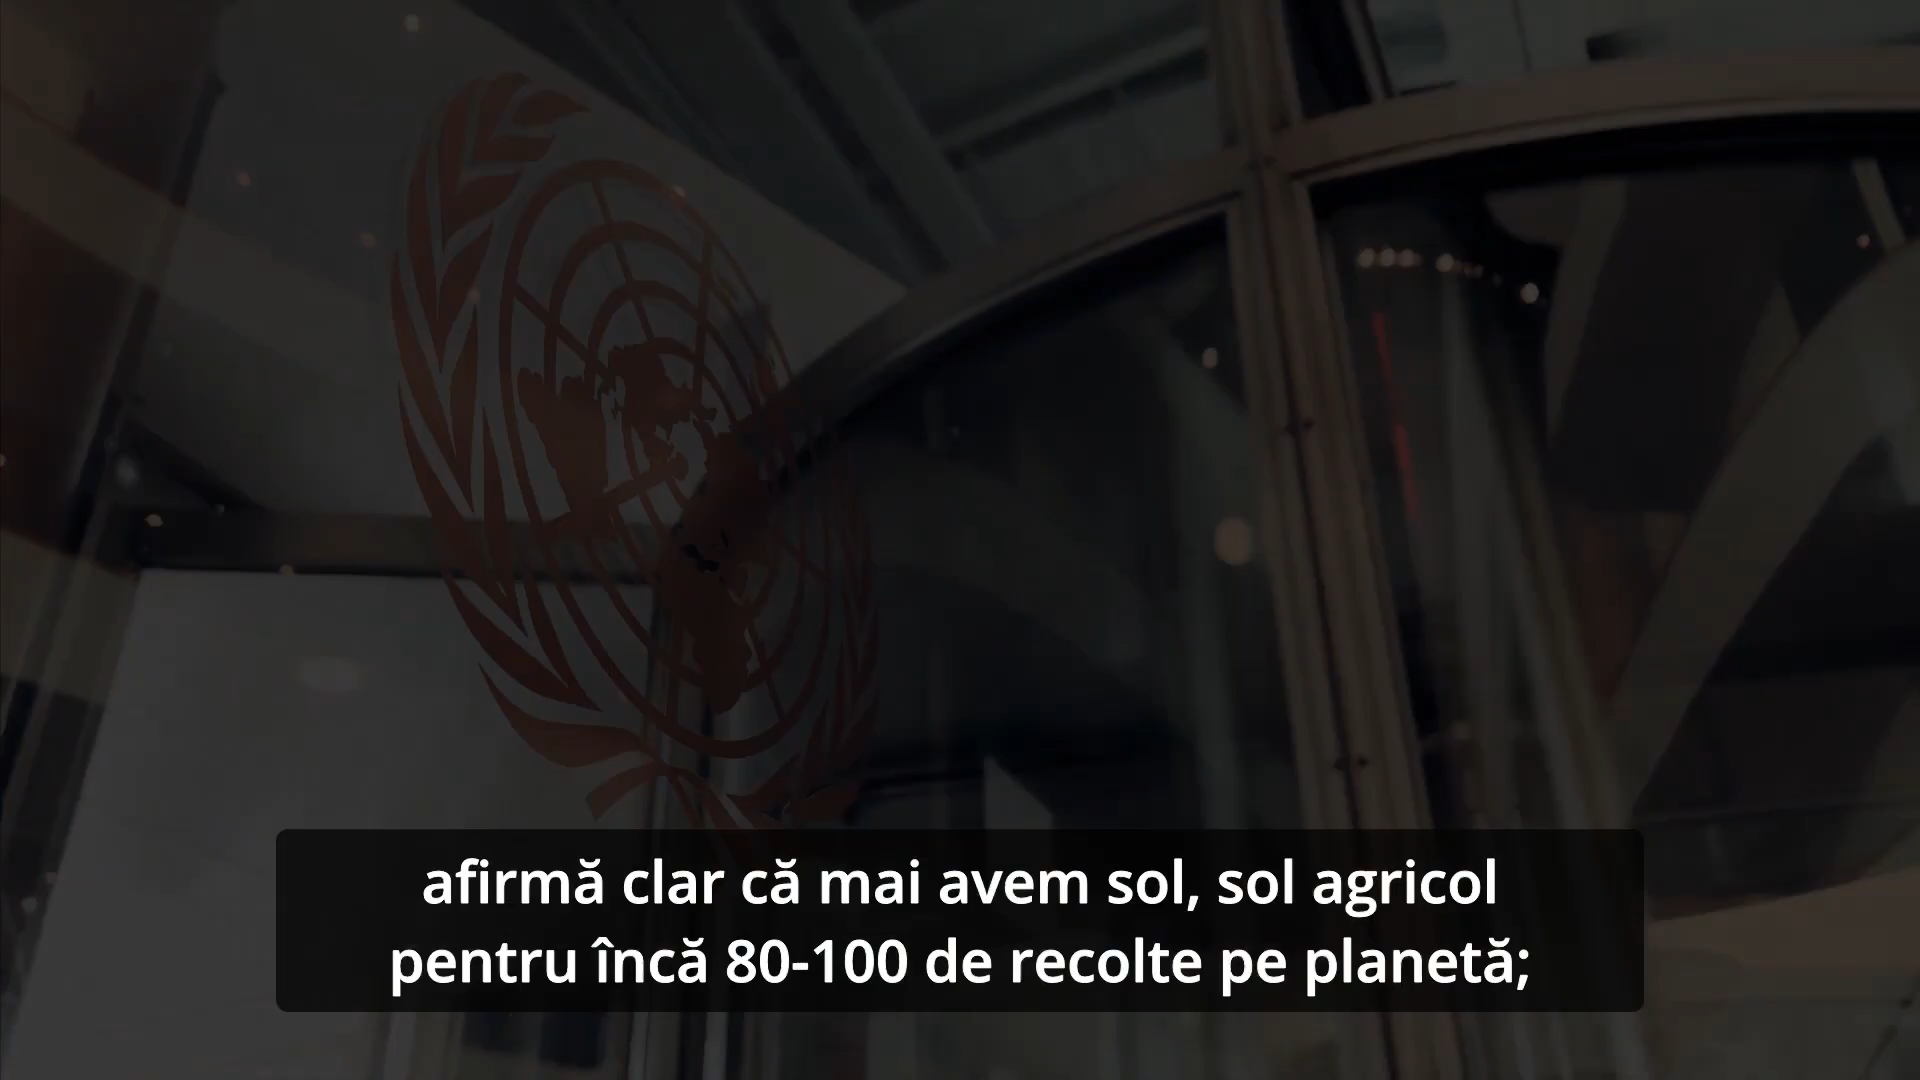 afirmă clar că mai avem sol, sol agricol
pentru încă 80-100 de recolte pe planetă;